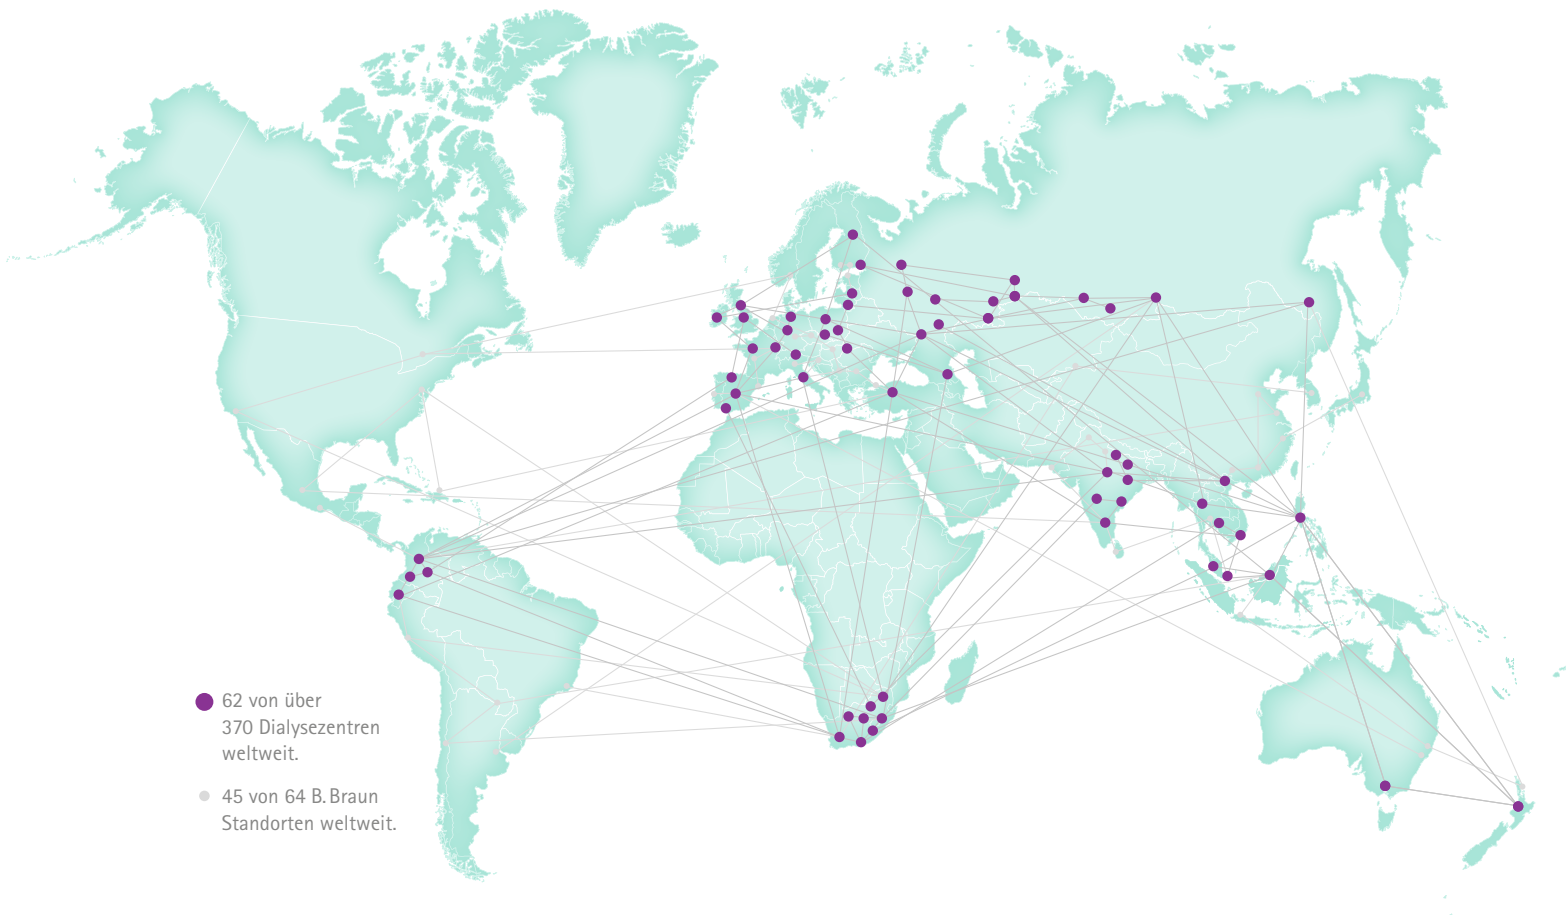 62 von über
370 Dialysezentren
weltweit.
45 von 64 B. Braun
Standorten weltweit.